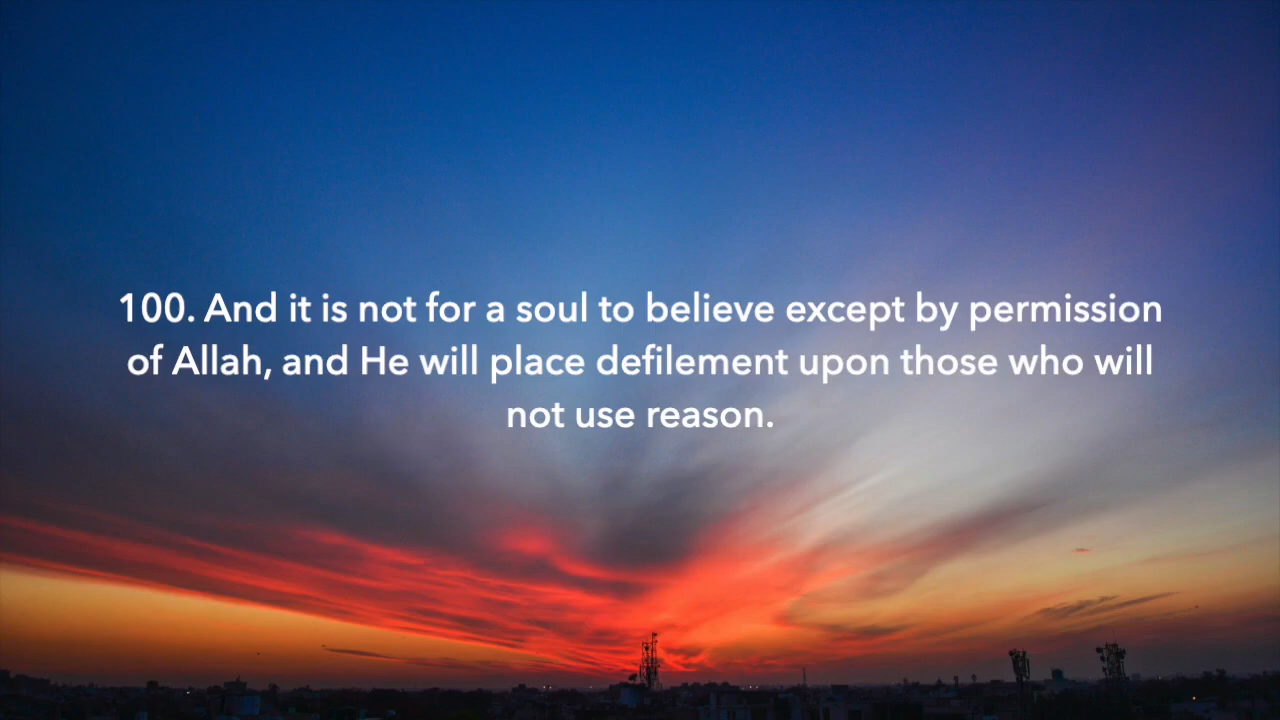 100. And it is not for a soul to believe except by permission
of Allah, and He will place defilement upon those who will
not use reason.